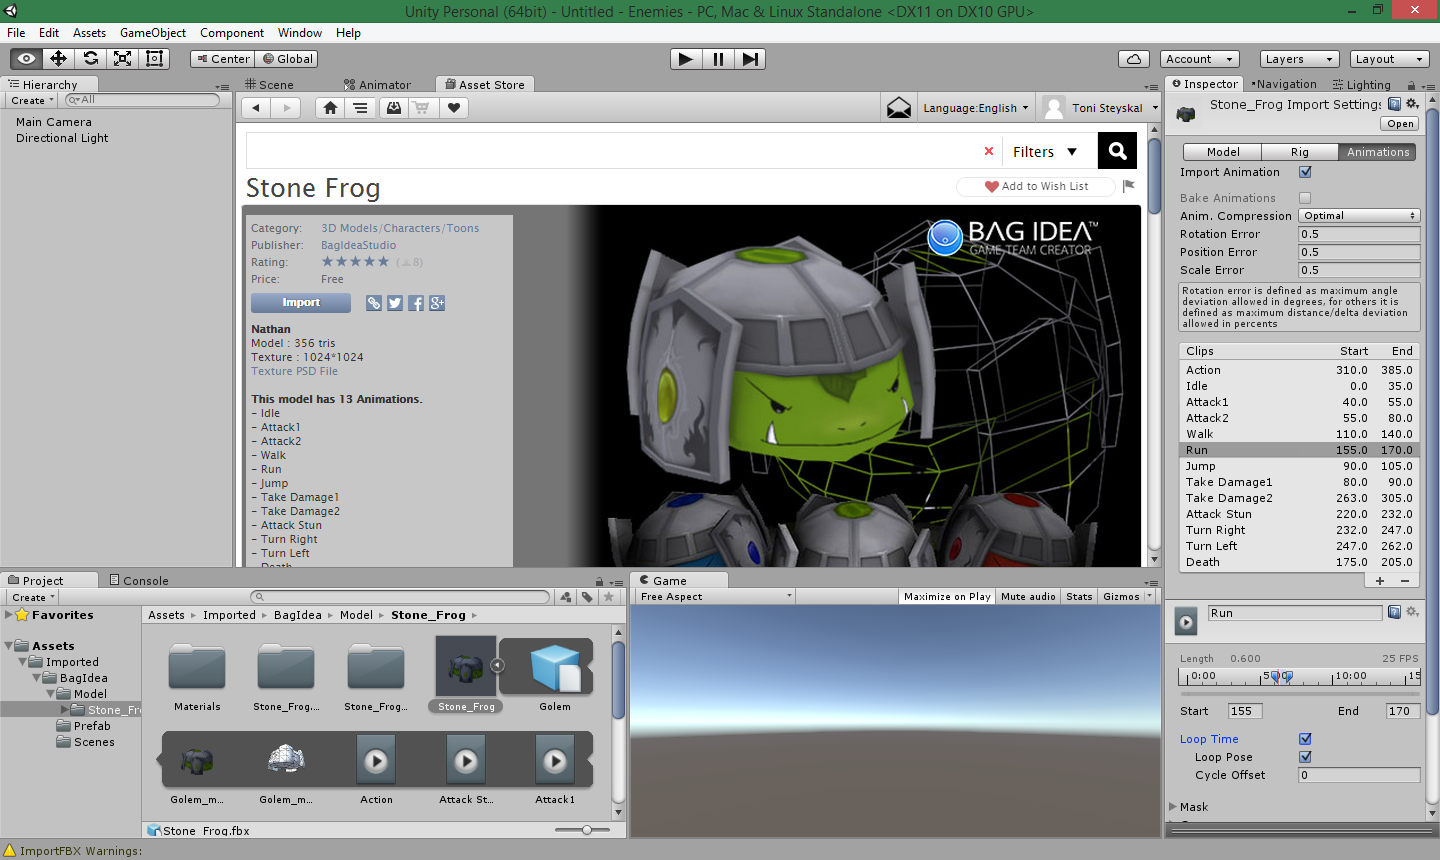 Unity Personal (64bit) - Untitled - Enemies - PC, Mac & Linux Standalone <DX11 on DX10 GPU>
File Edit Assets GameObject Component Window Help
Center Global Account Layers Layout
Hierarchy
Create All
Main Camera
Directional Light
Scene Animator Asset Store
Language:English Toni Steyskal
Filters
Stone Frog
Add to Wish List
Category: 3D Models/Characters/Toons
Publisher: BagIdeaStudio
Rating: (8)
Price: Free
Import
Nathan
Model : 356 tris
Texture : 1024*1024
Texture PSD File
This model has 13 Animations.
- Idle
- Attack1
- Attack2
- Walk
- Run
- Jump
- Take Damage1
- Take Damage2
- Attack Stun
- Turn Right
- Turn Left
- Death
BAG IDEA™
GAME TEAM CREATOR
Inspector Navigation Lighting
Stone_Frog Import Settings
Open
Model Rig Animations
Import Animation
Bake Animations
Anim. Compression Optimal
Rotation Error 0.5
Position Error 0.5
Scale Error 0.5
Rotation error is defined as maximum angle
deviation allowed in degrees, for others it is
defined as maximum distance/delta deviation
allowed in percents
Clips Start End
Action 310.0 385.0
Idle 0.0 35.0
Attack1 40.0 55.0
Attack2 55.0 80.0
Walk 110.0 140.0
Run 155.0 170.0
Jump 90.0 105.0
Take Damage1 80.0 90.0
Take Damage2 263.0 305.0
Attack Stun 220.0 232.0
Turn Right 232.0 247.0
Turn Left 247.0 262.0
Death 175.0 205.0
+ −
Run
Length 0.600 25 FPS
0:00 5:00 10:00 15
Start 155 End 170
Loop Time
Loop Pose
Cycle Offset 0
Mask
Project Console
Create
Favorites
Assets
Imported
BagIdea
Model
Stone_Fr
Prefab
Scenes
Assets Imported BagIdea Model Stone_Frog
Materials Stone_Frog.... Stone_Frog... Stone_Frog Golem
Golem_m... Golem_m... Action Attack St... Attack1
Stone_Frog.fbx
Game
Free Aspect Maximize on Play Mute audio Stats Gizmos
ImportFBX Warnings: